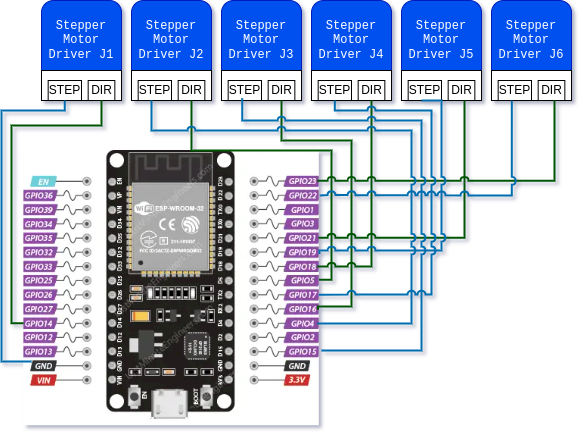 Stepper
Motor
Driver J1
Stepper
Motor
Driver J2
Stepper
Motor
Driver J3
Stepper
Motor
Driver J4
Stepper
Motor
Driver J5
Stepper
Motor
Driver J6
STEP DIR
STEP DIR
STEP DIR
STEP DIR
STEP DIR
STEP DIR
EN
GPIO36
GPIO39
GPIO34
GPIO35
GPIO32
GPIO33
GPIO25
GPIO26
GPIO27
GPIO14
GPIO12
GPIO13
GND
VIN
EN
VP
VN
D34
D35
D32
D33
D25
D26
D27
D14
D12
D13
GND
VIN
WiFi ESP-WROOM-32
EN
BOOT
D23
D22
TX0
RX0
D21
D19
D18
D5
TX2
RX2
D4
D2
D15
GND
3V3
GPIO23
GPIO22
GPIO1
GPIO3
GPIO21
GPIO19
GPIO18
GPIO5
GPIO17
GPIO16
GPIO4
GPIO2
GPIO15
GND
3.3V